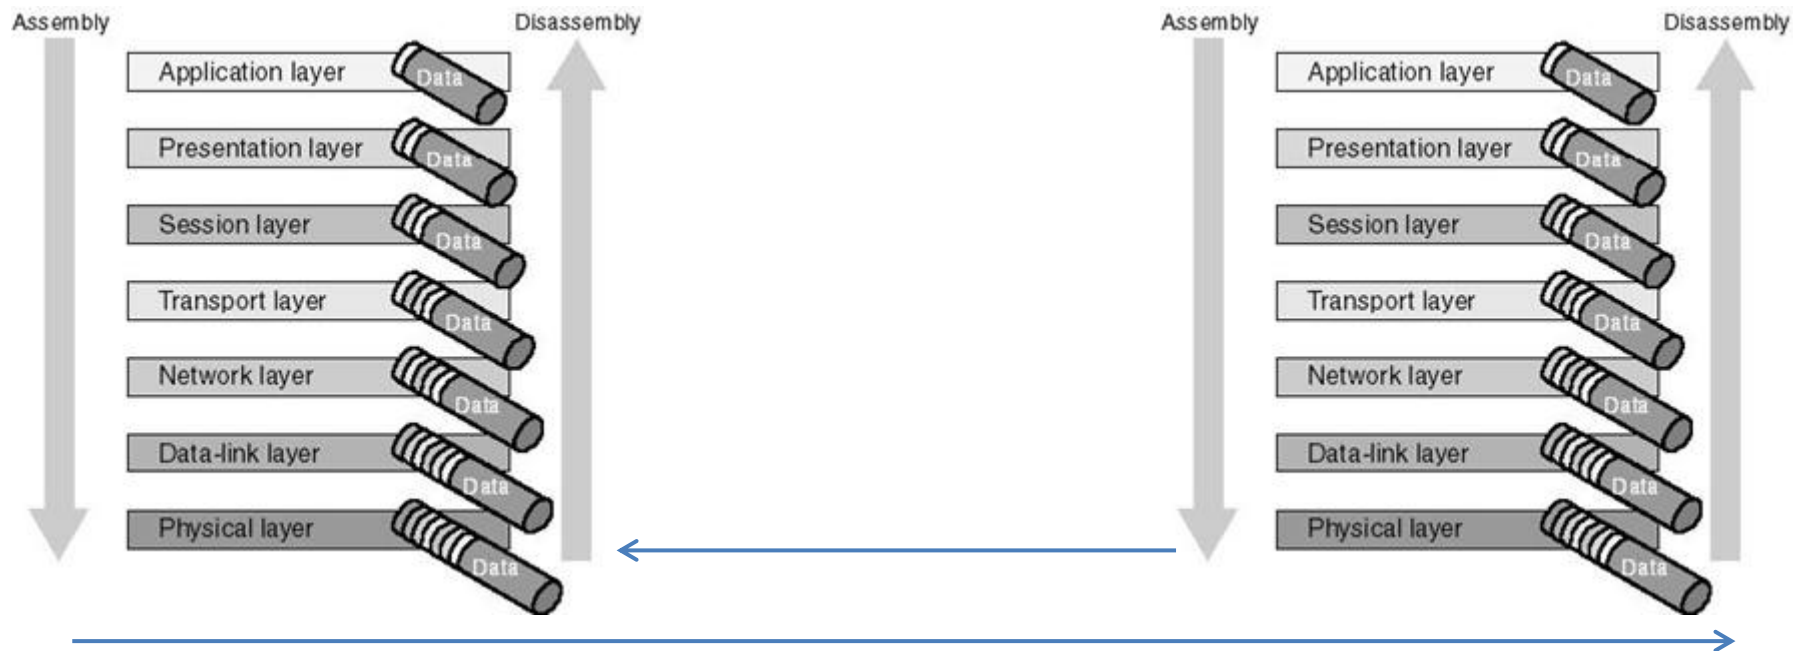 Assembly
Disassembly
Application layer
Data
Presentation layer
Data
Session layer
Data
Transport layer
Data
Network layer
Data
Data-link layer
Data
Physical layer
Data
Assembly
Disassembly
Application layer
Data
Presentation layer
Data
Session layer
Data
Transport layer
Data
Network layer
Data
Data-link layer
Data
Physical layer
Data